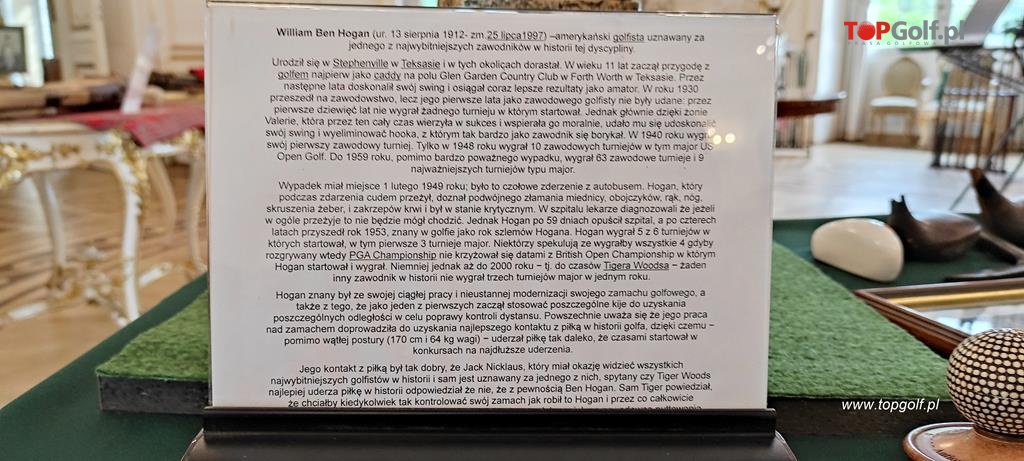 TOPGolf.pl
PRASA GOLFOWA
William Ben Hogan (ur. 13 sierpnia 1912- zm.25 lipca1997) –amerykański golfista uznawany za
jednego z najwybitniejszych zawodników w historii tej dyscypliny.
Urodził się w Stephenville w Teksasie i w tych okolicach dorastał. W wieku 11 lat zaczął przygodę z
golfem najpierw jako caddy na polu Glen Garden Country Club w Forth Worth w Teksasie. Przez
następne lata doskonalił swój swing i osiągał coraz lepsze rezultaty jako amator. W roku 1930
przeszedł na zawodowstwo, lecz jego pierwsze lata jako zawodowego golfisty nie były udane: przez
pierwsze dziewięć lat nie wygrał żadnego turnieju w którym startował. Jednak głównie dzięki żonie
Valerie, która przez ten cały czas wierzyła w sukces i wspierała go moralnie, udało mu się udoskonalić
swój swing i wyeliminować hooka, z którym tak bardzo jako zawodnik się borykał. W 1940 roku wygrał
swój pierwszy zawodowy turniej. Tylko w 1948 roku wygrał 10 zawodowych turniejów w tym major US
Open Golf. Do 1959 roku, pomimo bardzo poważnego wypadku, wygrał 63 zawodowe turnieje i 9
najważniejszych turniejów typu major.
Wypadek miał miejsce 1 lutego 1949 roku; było to czołowe zderzenie z autobusem. Hogan, który
podczas zdarzenia cudem przeżył, doznał podwójnego złamania miednicy, obojczyków, rąk, nóg,
skruszenia żeber, i zakrzepów krwi i był w stanie krytycznym. W szpitalu lekarze diagnozowali że jeżeli
w ogóle przeżyje to nie będzie mógł chodzić. Jednak Hogan po 59 dniach opuścił szpital, a po czterech
latach przyszedł rok 1953, znany w golfie jako rok szlemów Hogana. Hogan wygrał 5 z 6 turniejów w
których startował, w tym pierwsze 3 turnieje major. Niektórzy spekulują ze wygrałby wszystkie 4 gdyby
rozgrywany wtedy PGA Championship nie krzyżował się datami z British Open Championship w którym
Hogan startował i wygrał. Niemniej jednak aż do 2000 roku − tj. do czasów Tigera Woodsa − żaden
inny zawodnik w historii nie wygrał trzech turniejów major w jednym roku.
Hogan znany był ze swojej ciągłej pracy i nieustannej modernizacji swojego zamachu golfowego, a
także z tego, że jako jeden z pierwszych zaczął stosować poszczególne kije do uzyskania
poszczególnych odległości w celu poprawy kontroli dystansu. Powszechnie uważa się że jego praca
nad zamachem doprowadziła do uzyskania najlepszego kontaktu z piłką w historii golfa, dzięki czemu −
pomimo wątłej postury (170 cm i 64 kg wagi) − uderzał piłkę tak daleko, że czasami startował w
konkursach na najdłuższe uderzenia.
Jego kontakt z piłką był tak dobry, że Jack Nicklaus, który miał okazję widzieć wszystkich
najwybitniejszych golfistów w historii i sam jest uznawany za jednego z nich, spytany czy Tiger Woods
najlepiej uderza piłkę w historii odpowiedział że nie, że z pewnością Ben Hogan. Sam Tiger powiedział,
że chciałby kiedykolwiek tak kontrolować swój zamach jak robił to Hogan i przez co całkowicie
www.topgolf.pl